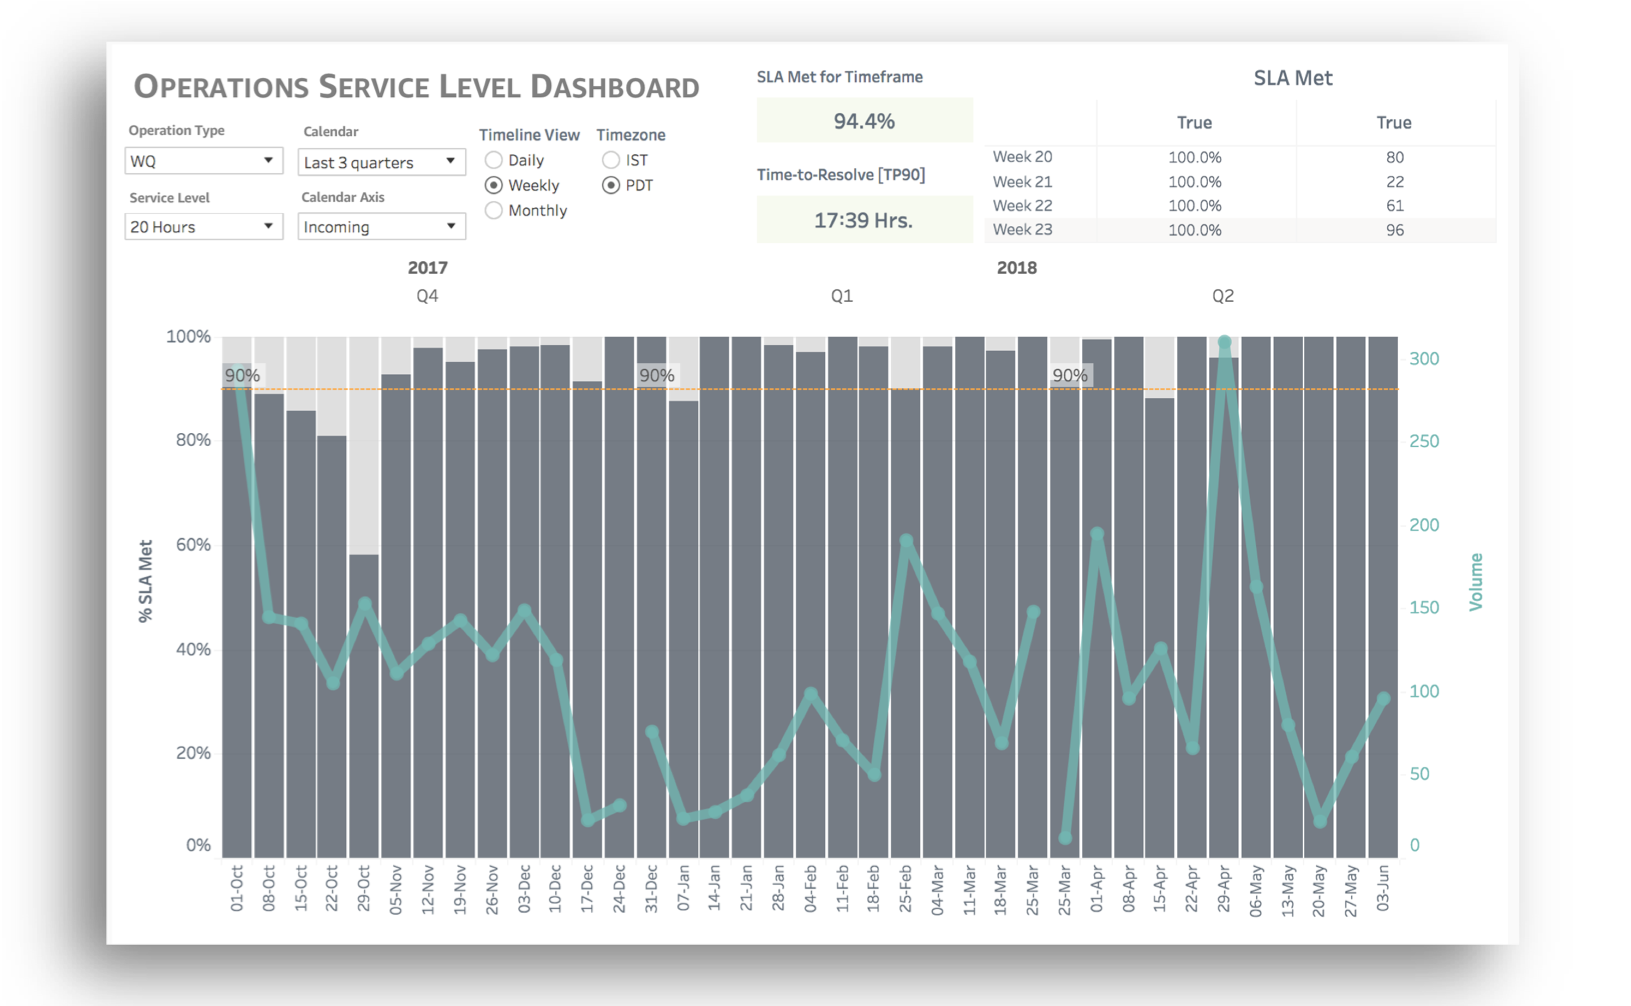 OPERATIONS SERVICE LEVEL DASHBOARD
Operation Type
WQ
Calendar
Last 3 quarters
Service Level
20 Hours
Calendar Axis
Incoming
Timeline View
Daily
Weekly
Monthly
Timezone
IST
PDT
SLA Met for Timeframe
94.4%
Time-to-Resolve [TP90]
17:39 Hrs.
SLA Met
True True
Week 20 100.0% 80
Week 21 100.0% 22
Week 22 100.0% 61
Week 23 100.0% 96
2017 2018
Q4 Q1 Q2
100%
80%
60%
40%
20%
0%
% SLA Met
90% 90% 90%
300
250
200
150
100
50
0
Volume
01-Oct
08-Oct
15-Oct
22-Oct
29-Oct
05-Nov
12-Nov
19-Nov
26-Nov
03-Dec
10-Dec
17-Dec
24-Dec
31-Dec
07-Jan
14-Jan
21-Jan
28-Jan
04-Feb
11-Feb
18-Feb
25-Feb
04-Mar
11-Mar
18-Mar
25-Mar
25-Mar
01-Apr
08-Apr
15-Apr
22-Apr
29-Apr
06-May
13-May
20-May
27-May
03-Jun